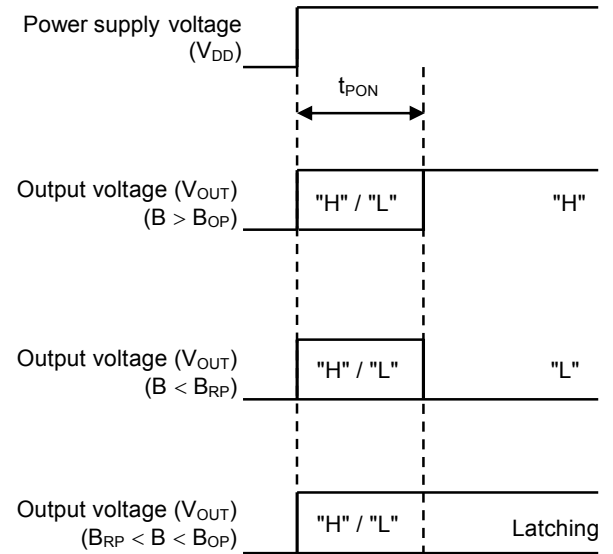 Power supply voltage
(VDD)
tPON
Output voltage (VOUT)
(B > BOP)
"H" / "L"
"H"
Output voltage (VOUT)
(B < BRP)
"H" / "L"
"L"
Output voltage (VOUT)
(BRP < B < BOP)
"H" / "L"
Latching